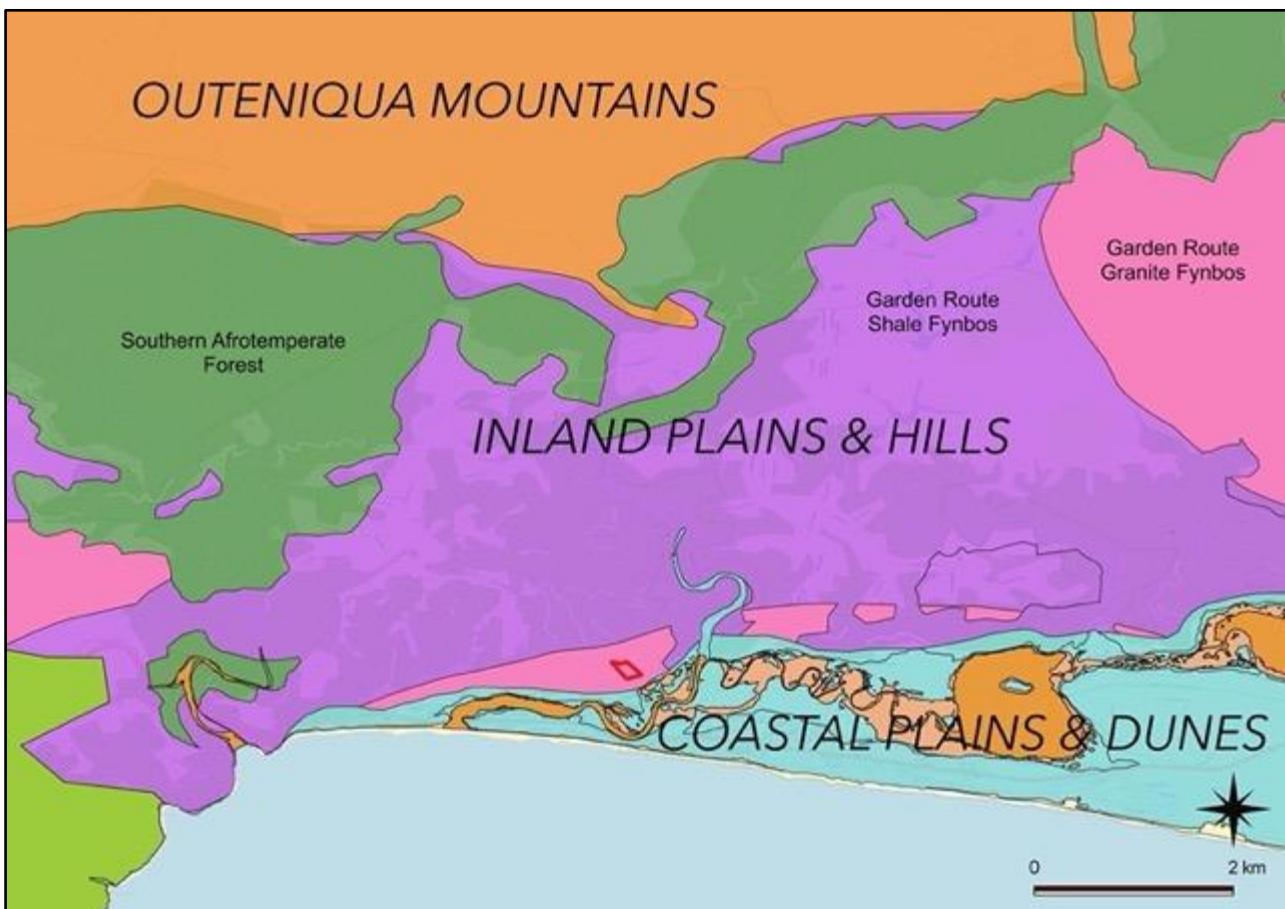 OUTENIQUA MOUNTAINS
Garden Route
Granite Fynbos
Garden Route
Shale Fynbos
Southern Afrotemperate
Forest
INLAND PLAINS & HILLS
COASTAL PLAINS & DUNES
0 2 km